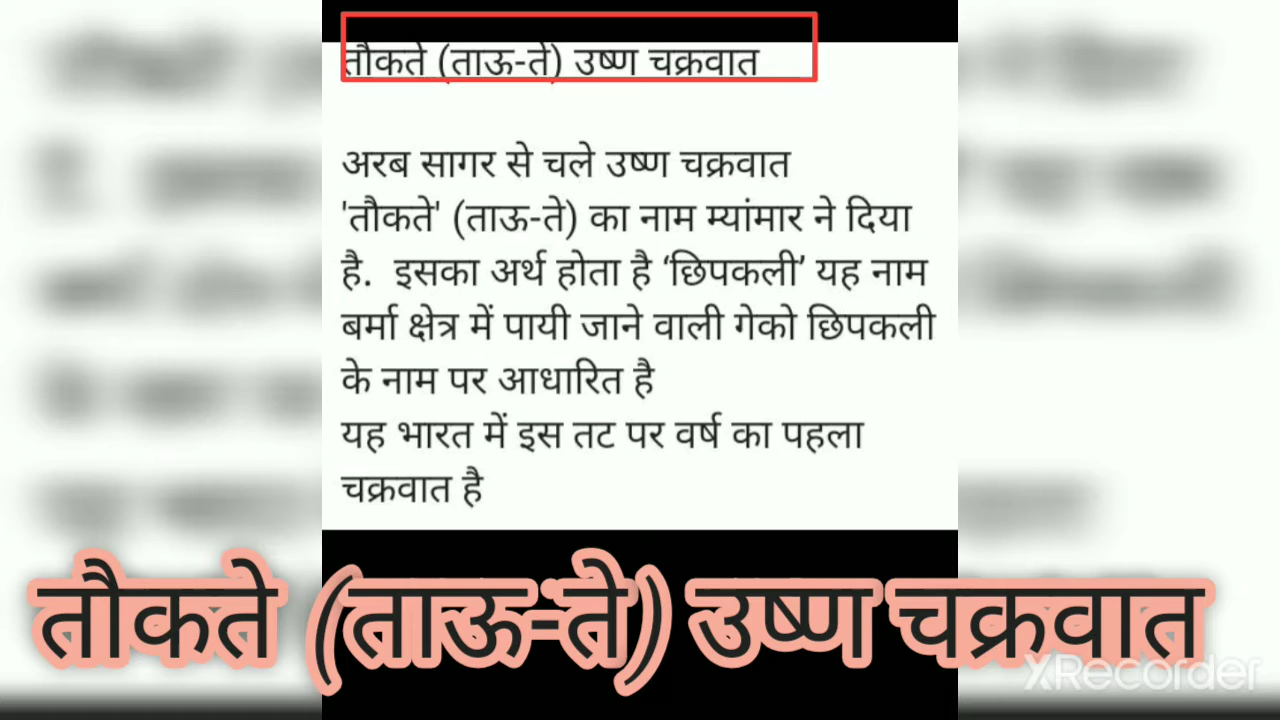 तौकते (ताऊ-ते) उष्ण चक्रवात
अरब सागर से चले उष्ण चक्रवात
'तौकते' (ताऊ-ते) का नाम म्यांमार ने दिया
है. इसका अर्थ होता है ‘छिपकली’ यह नाम
बर्मा क्षेत्र में पायी जाने वाली गेको छिपकली
के नाम पर आधारित है
यह भारत में इस तट पर वर्ष का पहला
चक्रवात है
तौकते (ताऊ-ते) उष्ण चक्रवात
XRecorder